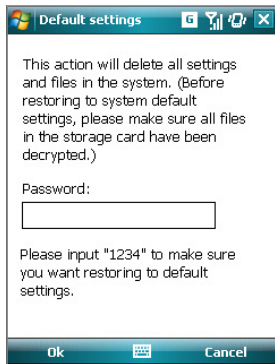 Default settings
G
This action will delete all settings
and files in the system. (Before
restoring to system default
settings, please make sure all files
in the storage card have been
decrypted.)
Password:
Please input "1234" to make sure
you want restoring to default
settings.
Ok
Cancel